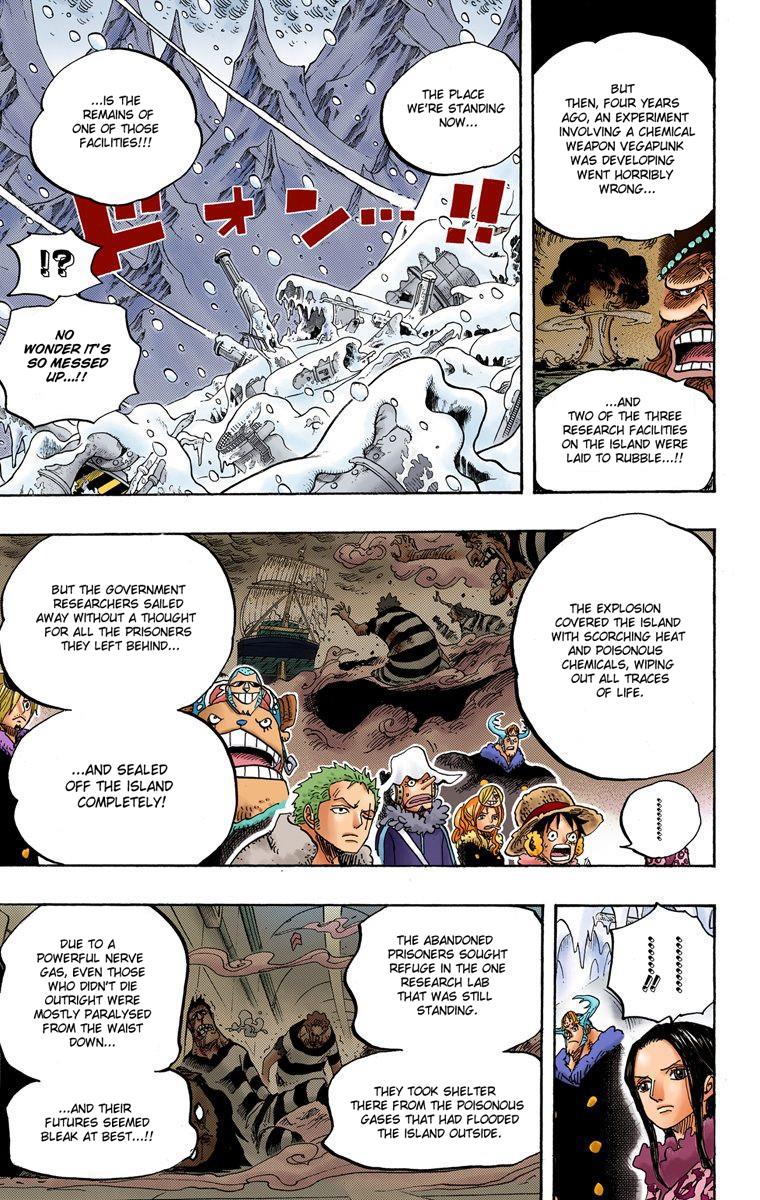 BUT
THEN, FOUR YEARS
AGO, AN EXPERIMENT
INVOLVING A CHEMICAL
WEAPON VEGAPUNK
WAS DEVELOPING
WENT HORRIBLY
WRONG...
...AND
TWO OF THE THREE
RESEARCH FACILITIES
ON THE ISLAND WERE
LAID TO RUBBLE...!!
THE PLACE
WE'RE STANDING
NOW...
...IS THE
REMAINS OF
ONE OF THOSE
FACILITIES!!!
ドォン…!!
!?
NO
WONDER IT'S
SO MESSED
UP...!!
THE EXPLOSION
COVERED THE ISLAND
WITH SCORCHING HEAT
AND POISONOUS
CHEMICALS, WIPING
OUT ALL TRACES
OF LIFE.
BUT THE GOVERNMENT
RESEARCHERS SAILED
AWAY WITHOUT A THOUGHT
FOR ALL THE PRISONERS
THEY LEFT BEHIND...
...AND SEALED
OFF THE ISLAND
COMPLETELY!
!!
THE ABANDONED
PRISONERS SOUGHT
REFUGE IN THE ONE
RESEARCH LAB
THAT WAS STILL
STANDING.
THEY TOOK SHELTER
THERE FROM THE POISONOUS
GASES THAT HAD FLOODED
THE ISLAND OUTSIDE.
DUE TO A
POWERFUL NERVE
GAS, EVEN THOSE
WHO DIDN'T DIE
OUTRIGHT WERE
MOSTLY PARALYSED
FROM THE WAIST
DOWN...
...AND THEIR
FUTURES SEEMED
BLEAK AT BEST...!!